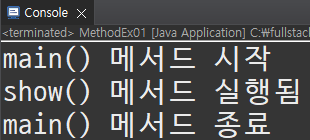 Console
<terminated> MethodEx01 [Java Application] C:₩fullstack
main() 메서드 시작
show() 메서드 실행됨
main() 메서드 종료